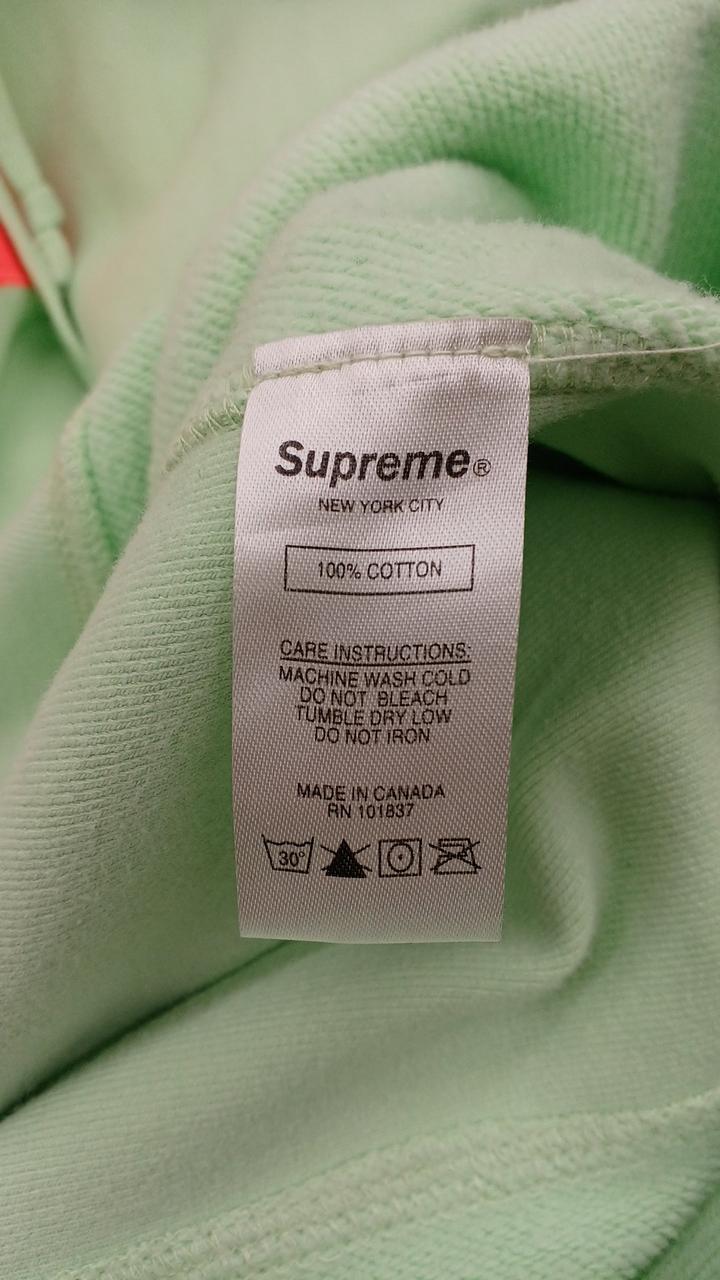 Supreme®
NEW YORK CITY
100% COTTON
CARE INSTRUCTIONS:
MACHINE WASH COLD
DO NOT BLEACH
TUMBLE DRY LOW
DO NOT IRON
MADE IN CANADA
RN 101837
30°